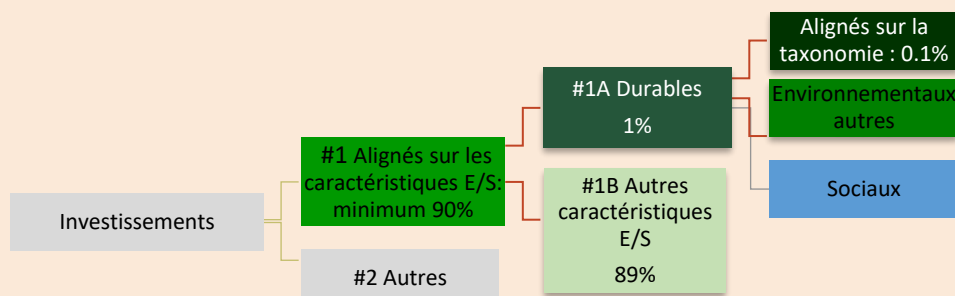 Investissements
#1 Alignés sur les
caractéristiques E/S:
minimum 90%
#2 Autres
#1A Durables
1%
#1B Autres
caractéristiques
E/S
89%
Alignés sur la
taxonomie : 0.1%
Environnementaux
autres
Sociaux